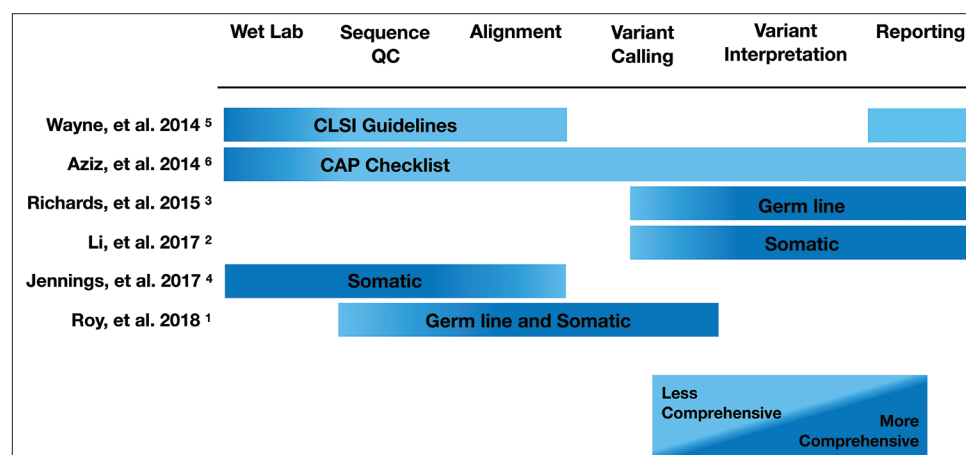 Wet Lab Sequence Alignment Variant Variant Reporting
QC Calling Interpretation
Wayne, et al. 2014 5 CLSI Guidelines
Aziz, et al. 2014 6 CAP Checklist
Richards, et al. 2015 3 Germ line
Li, et al. 2017 2 Somatic
Jennings, et al. 2017 4 Somatic
Roy, et al. 2018 1 Germ line and Somatic
Less
Comprehensive
More
Comprehensive